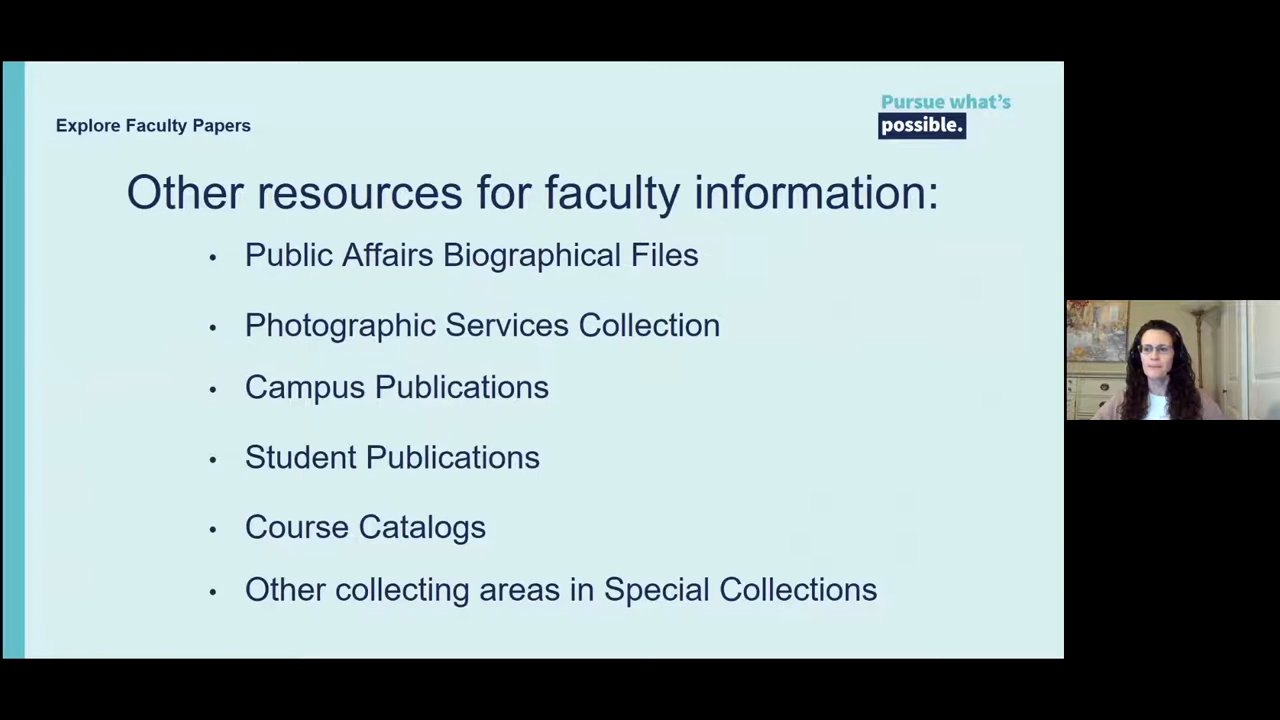 Pursue what's
possible.
Explore Faculty Papers
Other resources for faculty information:
• Public Affairs Biographical Files
• Photographic Services Collection
• Campus Publications
• Student Publications
• Course Catalogs
• Other collecting areas in Special Collections